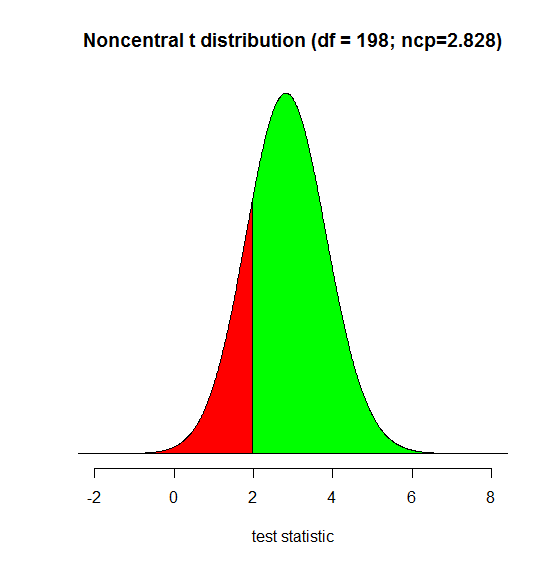 Noncentral t distribution (df = 198; ncp=2.828)
-2 0 2 4 6 8
test statistic